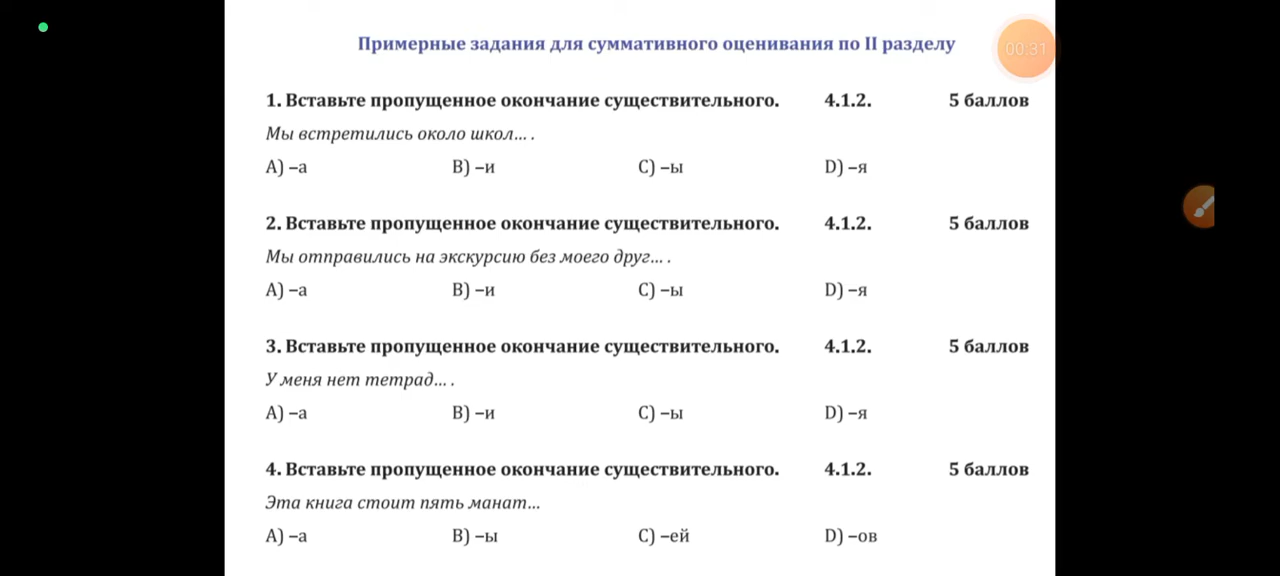 Примерные задания для суммативного оценивания по II разделу
00:31
1. Вставьте пропущенное окончание существительного. 4.1.2. 5 баллов
Мы встретились около школ... .
A) –а B) –и C) –ы D) –я
2. Вставьте пропущенное окончание существительного. 4.1.2. 5 баллов
Мы отправились на экскурсию без моего друг... .
A) –а B) –и C) –ы D) –я
3. Вставьте пропущенное окончание существительного. 4.1.2. 5 баллов
У меня нет тетрад... .
A) –а B) –и C) –ы D) –я
4. Вставьте пропущенное окончание существительного. 4.1.2. 5 баллов
Эта книга стоит пять манат...
A) –а B) –ы C) –ей D) –ов